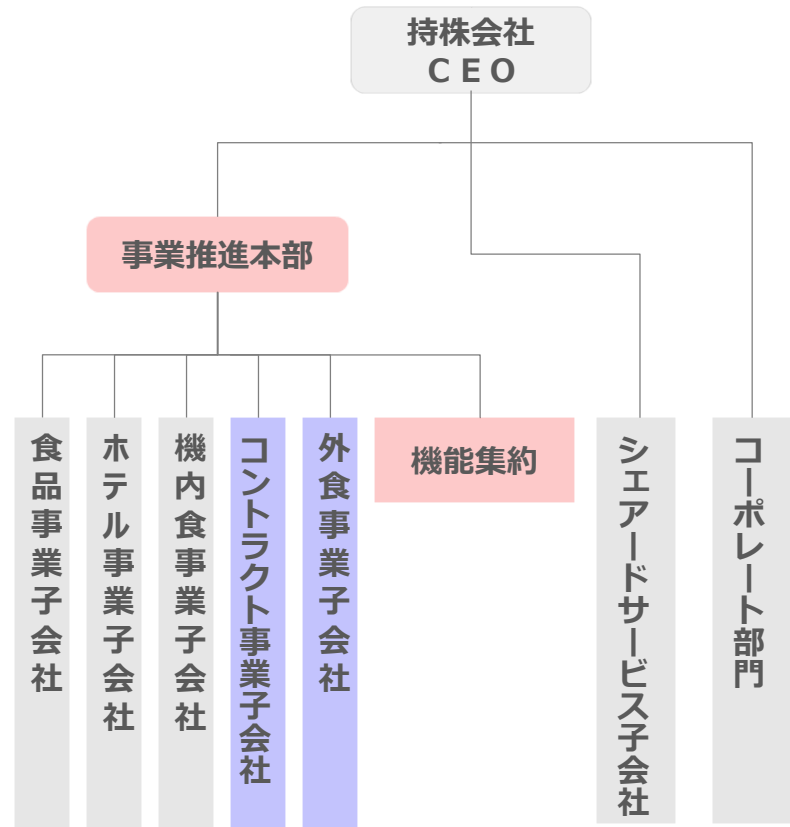 持株会社
ＣＥＯ
事業推進本部
食品事業子会社
ホテル事業子会社
機内食事業子会社
コントラクト事業子会社
外食事業子会社
機能集約
シェアードサービス子会社
コーポレート部門